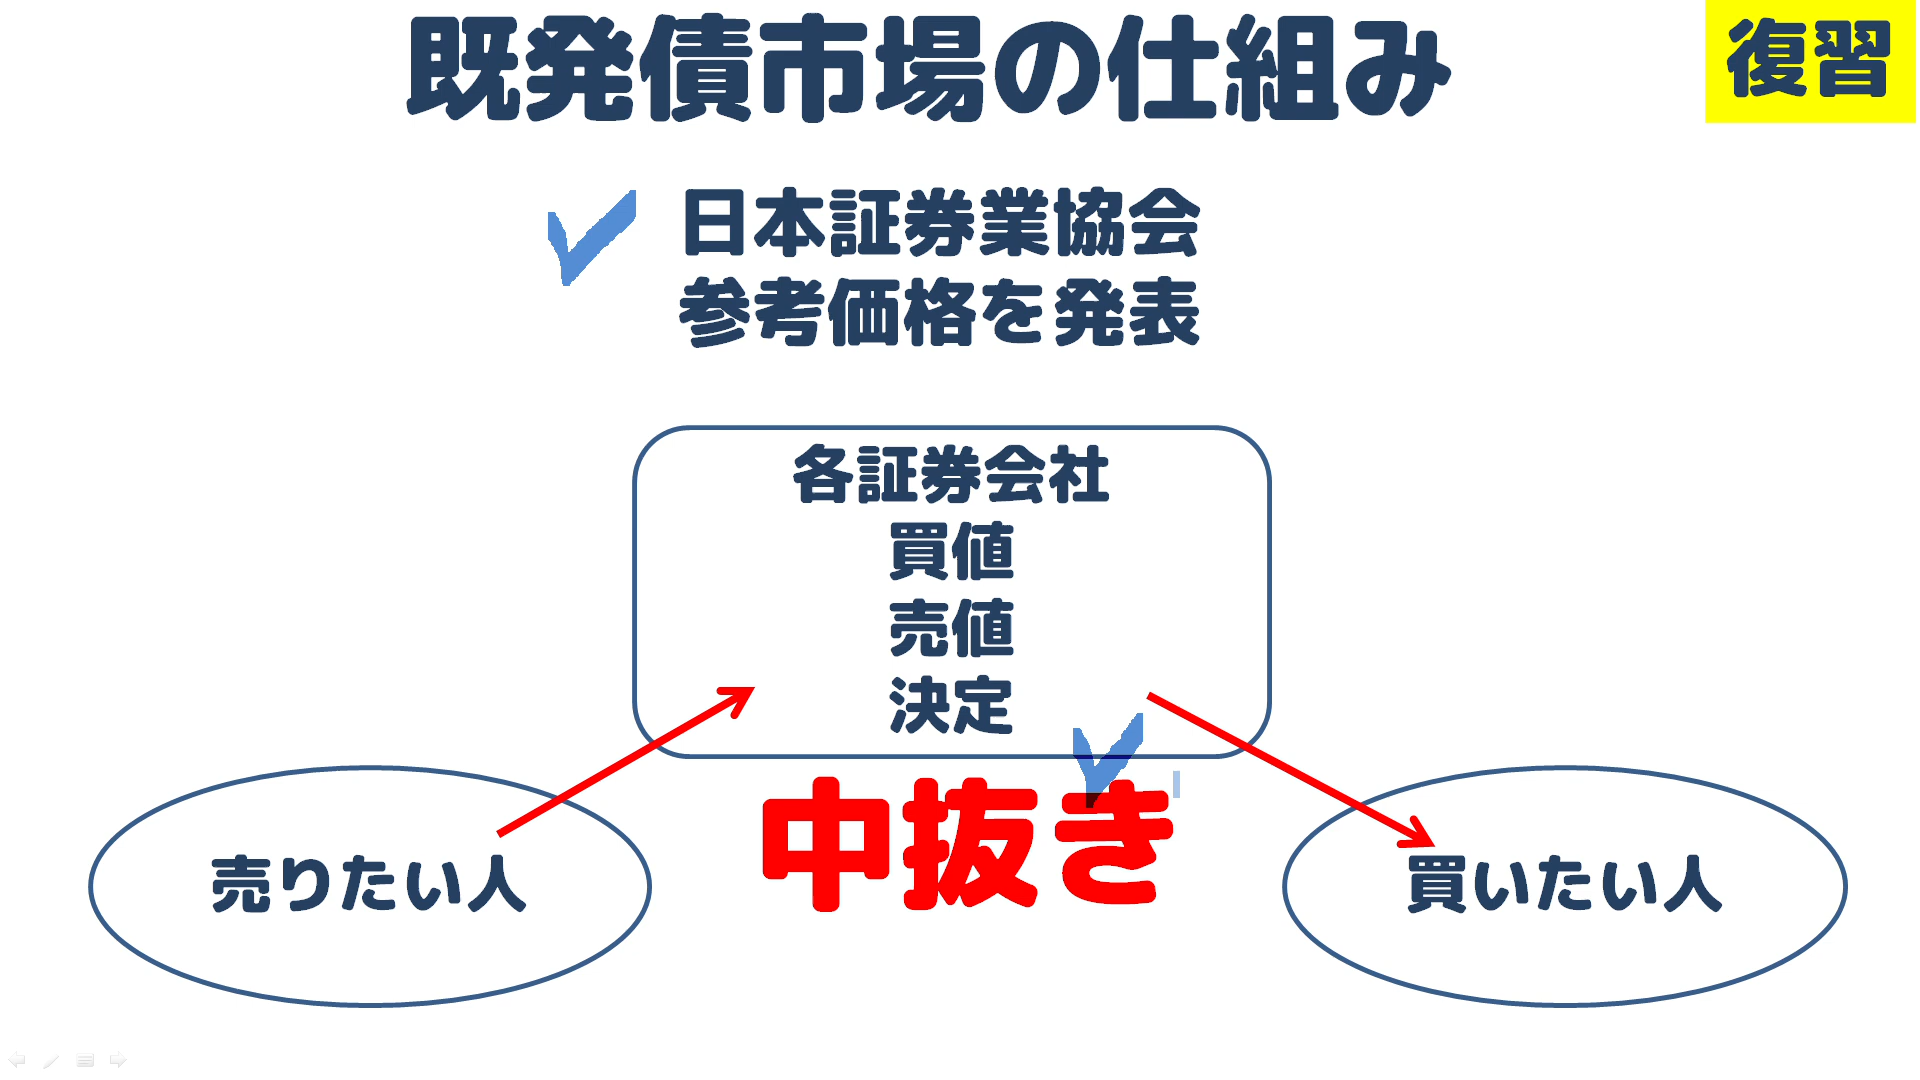 既発債市場の仕組み
復習
日本証券業協会
参考価格を発表
各証券会社
買値
売値
決定
中抜き
売りたい人
買いたい人